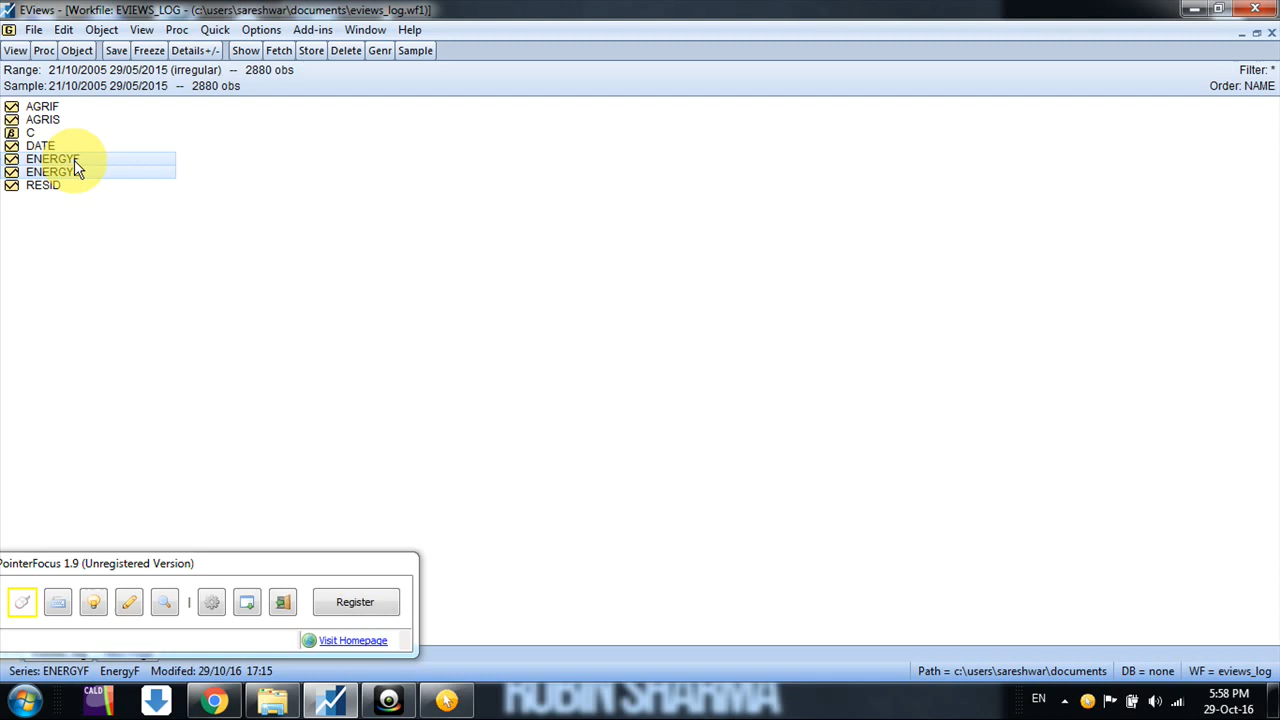 EViews - [Workfile: EVIEWS_LOG - (c:\users\sareshwar\documents\eviews_log.wf1)]
File Edit Object View Proc Quick Options Add-ins Window Help
View Proc Object Save Freeze Details+/- Show Fetch Store Delete Genr Sample
Range: 21/10/2005 29/05/2015 (irregular) -- 2880 obs Filter: *
Sample: 21/10/2005 29/05/2015 -- 2880 obs Order: NAME
AGRIF
AGRIS
C
DATE
ENERGYF
RESID
PointerFocus 1.9 (Unregistered Version)
Register
Visit Homepage
Series: ENERGYF EnergyF Modifed: 29/10/16 17:15 Path = c:\users\sareshwar\documents DB = none WF = eviews_log
CALD EN 5:58 PM
29-Oct-16